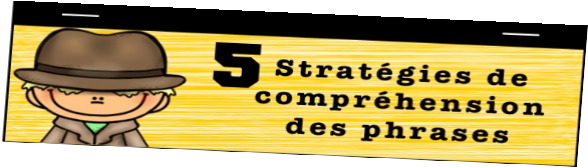 5 Stratégies de
compréhension
des phrases